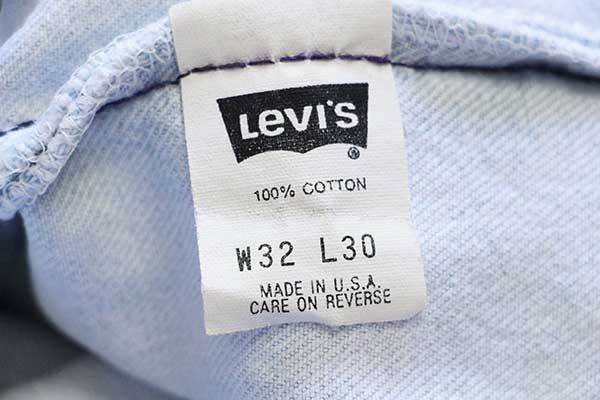 Levi's
®
100% COTTON
W32 L30
MADE IN U.S.A.
CARE ON REVERSE